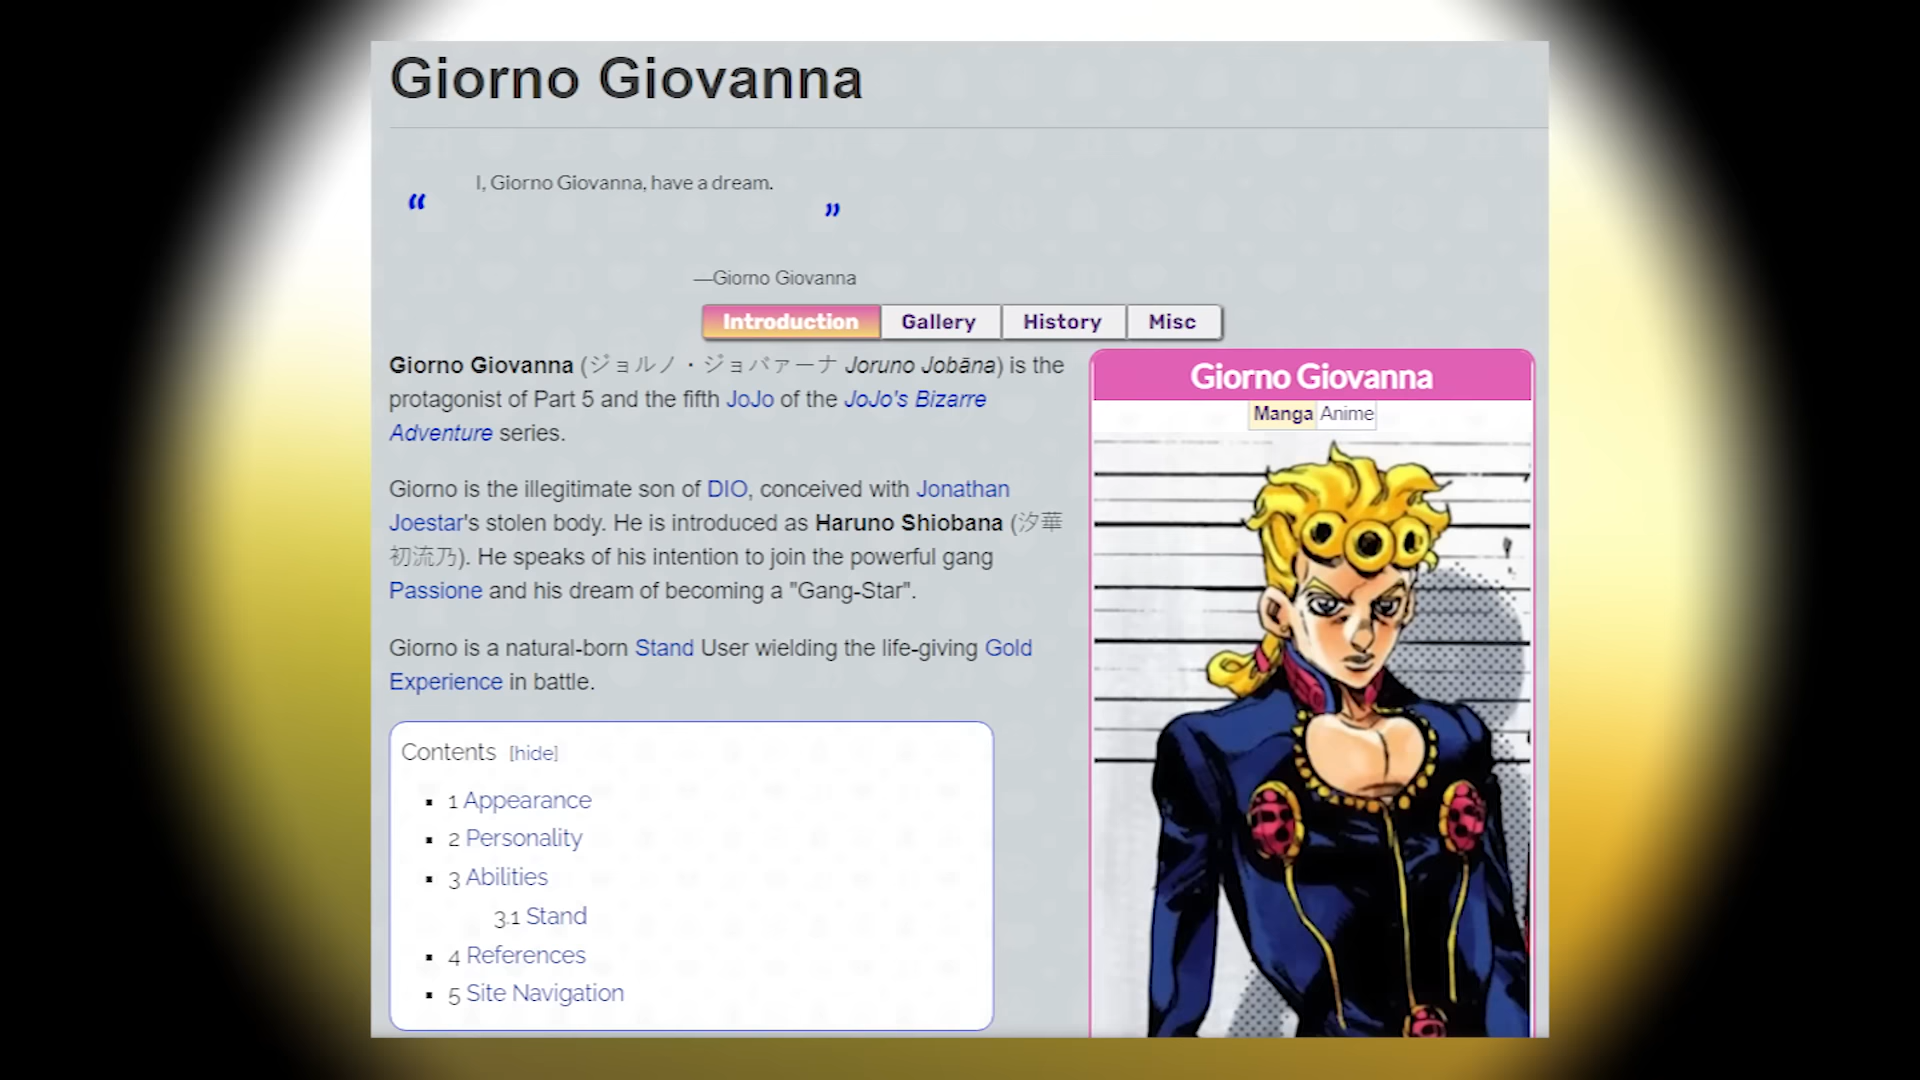 Giorno Giovanna
“ I, Giorno Giovanna, have a dream. ”
—Giorno Giovanna
Introduction Gallery History Misc
Giorno Giovanna (ジョルノ・ジョバァーナ Joruno Jobāna) is the
protagonist of Part 5 and the fifth JoJo of the JoJo's Bizarre
Adventure series.
Giorno is the illegitimate son of DIO, conceived with Jonathan
Joestar's stolen body. He is introduced as Haruno Shiobana (汐華
初流乃). He speaks of his intention to join the powerful gang
Passione and his dream of becoming a "Gang-Star".
Giorno is a natural-born Stand User wielding the life-giving Gold
Experience in battle.
Contents [hide]
1 Appearance
2 Personality
3 Abilities
3.1 Stand
4 References
5 Site Navigation
Giorno Giovanna
Manga Anime